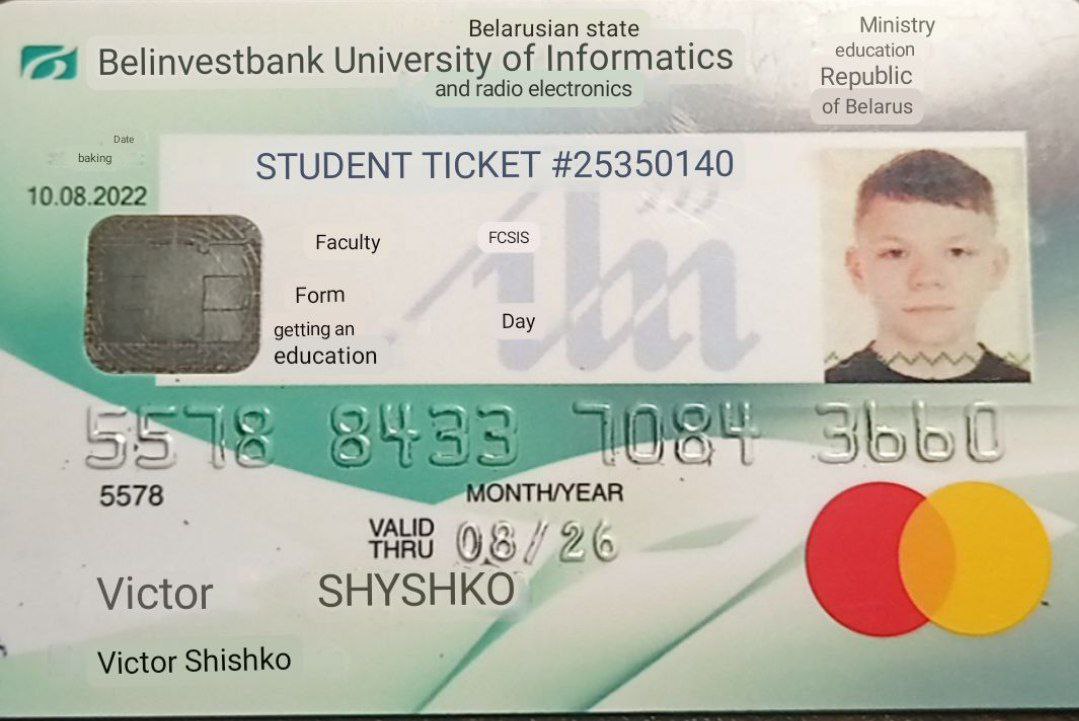 Belarusian state
Belinvestbank University of Informatics
and radio electronics
Ministry
education
Republic
of Belarus
Date
baking
10.08.2022
STUDENT TICKET #25350140
Faculty FCSIS
Form
getting an
education
Day
5578 8433 7084 3660
5578
MONTH/YEAR
VALID
THRU 08/26
Victor SHYSHKO
Victor Shishko